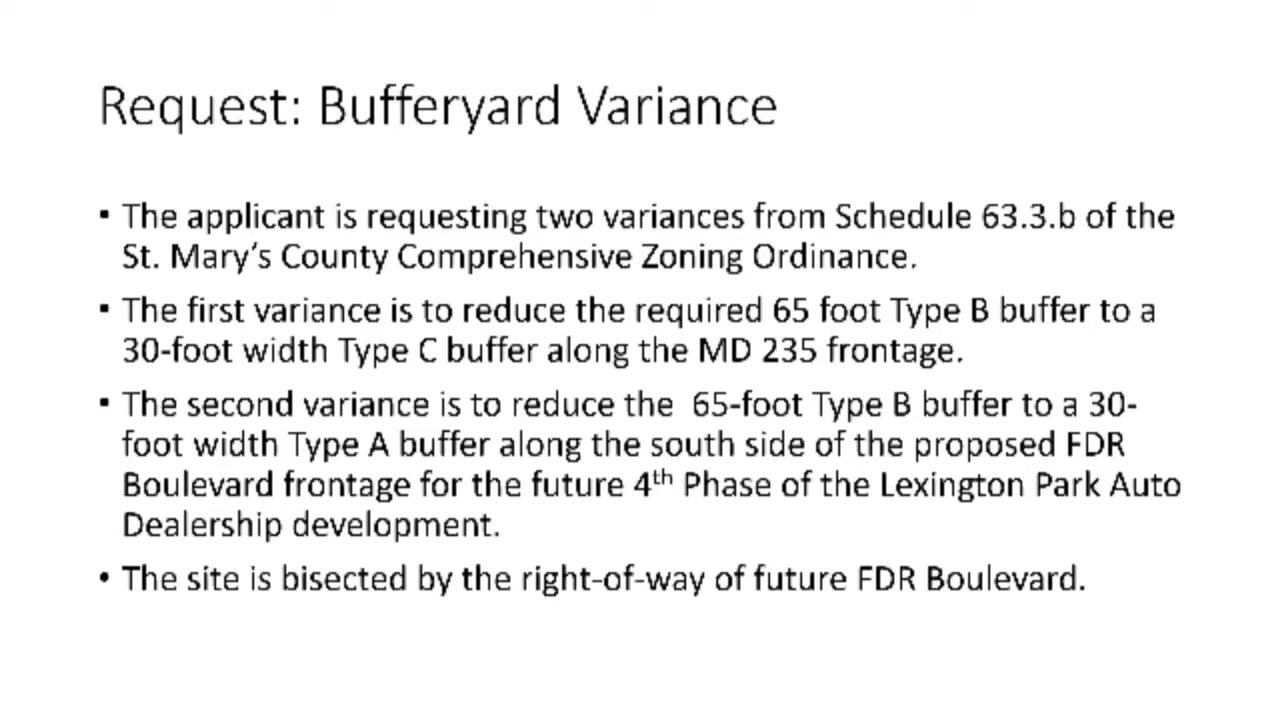 Request: Bufferyard Variance
▪ The applicant is requesting two variances from Schedule 63.3.b of the
St. Mary's County Comprehensive Zoning Ordinance.
▪ The first variance is to reduce the required 65 foot Type B buffer to a
30-foot width Type C buffer along the MD 235 frontage.
▪ The second variance is to reduce the  65-foot Type B buffer to a 30-
foot width Type A buffer along the south side of the proposed FDR
Boulevard frontage for the future 4th Phase of the Lexington Park Auto
Dealership development.
• The site is bisected by the right-of-way of future FDR Boulevard.